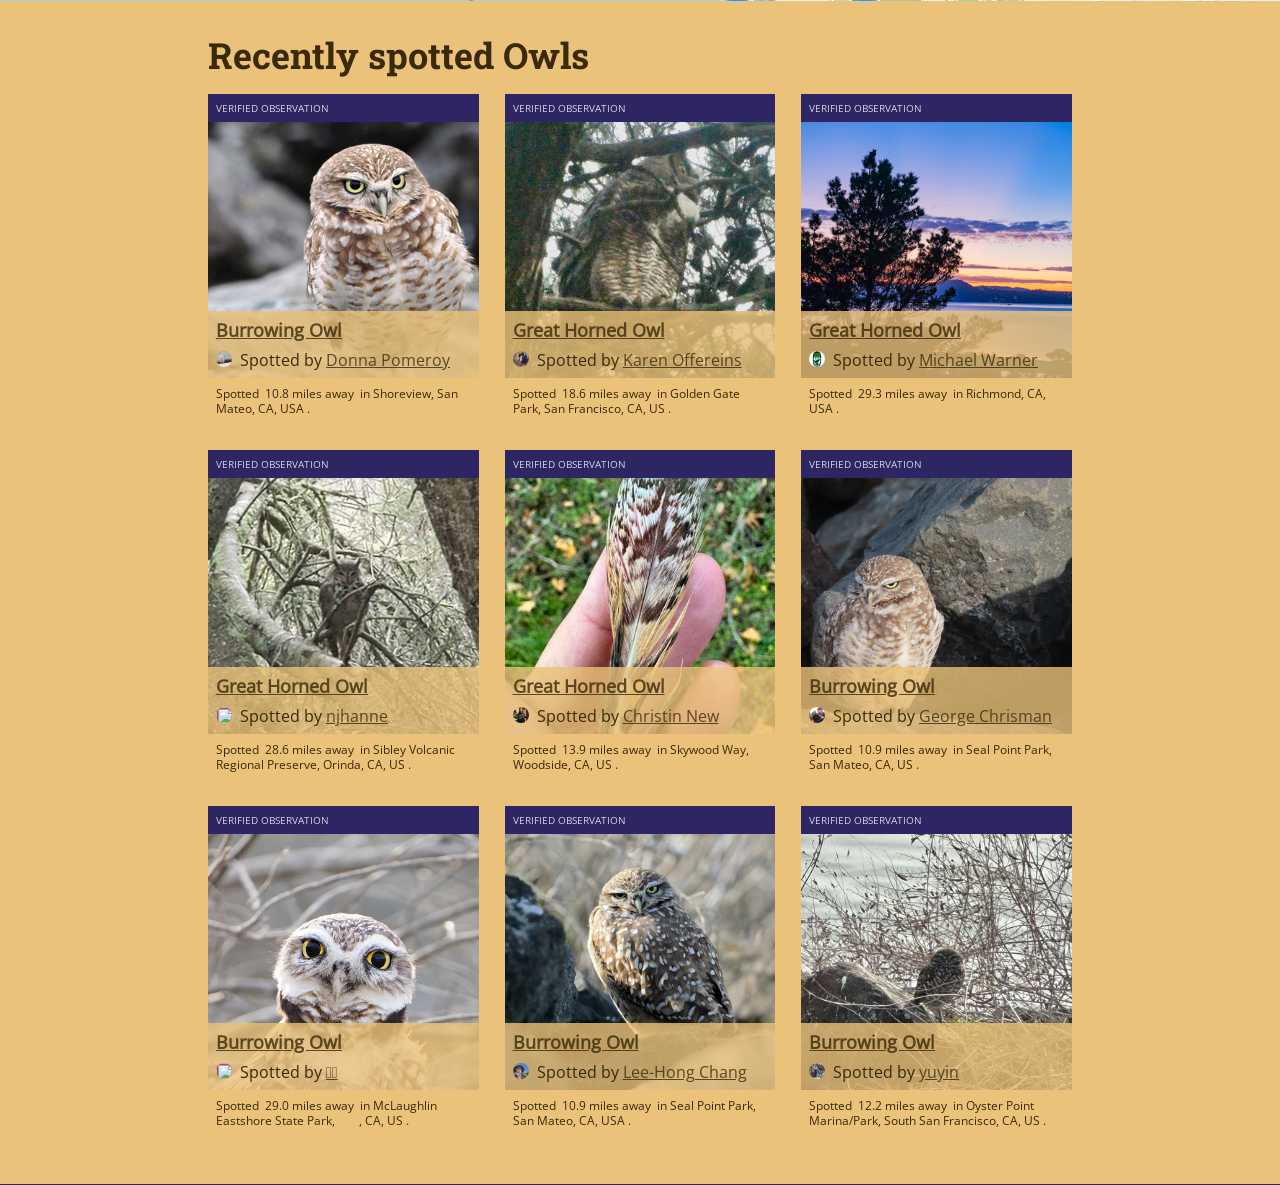 Recently spotted Owls
VERIFIED OBSERVATION
Burrowing Owl
Spotted by Donna Pomeroy
Spotted 10.8 miles away in Shoreview, San
Mateo, CA, USA .
VERIFIED OBSERVATION
Great Horned Owl
Spotted by Karen Offereins
Spotted 18.6 miles away in Golden Gate
Park, San Francisco, CA, US .
VERIFIED OBSERVATION
Great Horned Owl
Spotted by Michael Warner
Spotted 29.3 miles away in Richmond, CA,
USA .
VERIFIED OBSERVATION
Great Horned Owl
Spotted by njhanne
Spotted 28.6 miles away in Sibley Volcanic
Regional Preserve, Orinda, CA, US .
VERIFIED OBSERVATION
Great Horned Owl
Spotted by Christin New
Spotted 13.9 miles away in Skywood Way,
Woodside, CA, US .
VERIFIED OBSERVATION
Burrowing Owl
Spotted by George Chrisman
Spotted 10.9 miles away in Seal Point Park,
San Mateo, CA, US .
VERIFIED OBSERVATION
Burrowing Owl
Spotted by
Spotted 29.0 miles away in McLaughlin
Eastshore State Park, , CA, US .
VERIFIED OBSERVATION
Burrowing Owl
Spotted by Lee-Hong Chang
Spotted 10.9 miles away in Seal Point Park,
San Mateo, CA, USA .
VERIFIED OBSERVATION
Burrowing Owl
Spotted by yuyin
Spotted 12.2 miles away in Oyster Point
Marina/Park, South San Francisco, CA, US .